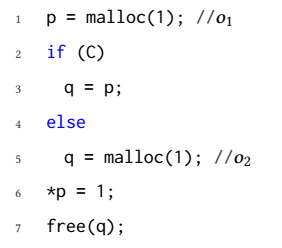 1 p = malloc(1); //o1
2 if (C)
3 q = p;
4 else
5 q = malloc(1); //o2
6 *p = 1;
7 free(q);